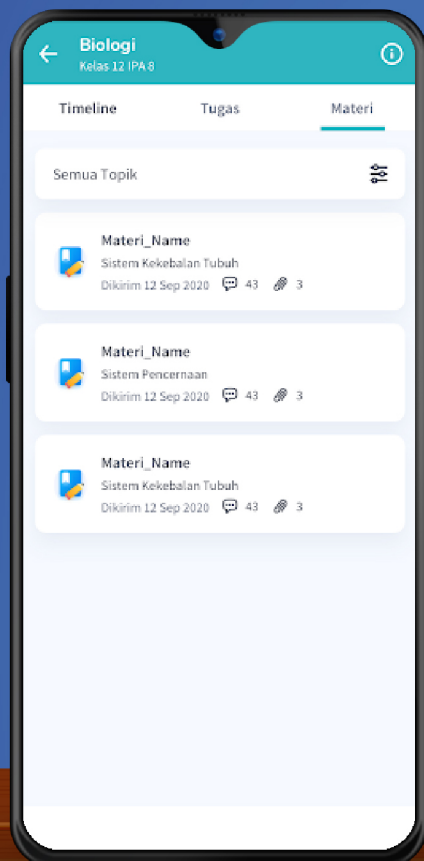 Biologi
Kelas 12 IPA 8
Timeline Tugas Materi
Semua Topik
Materi_Name
Sistem Kekebalan Tubuh
Dikirim 12 Sep 2020 43 3
Materi_Name
Sistem Pencernaan
Dikirim 12 Sep 2020 43 3
Materi_Name
Sistem Kekebalan Tubuh
Dikirim 12 Sep 2020 43 3